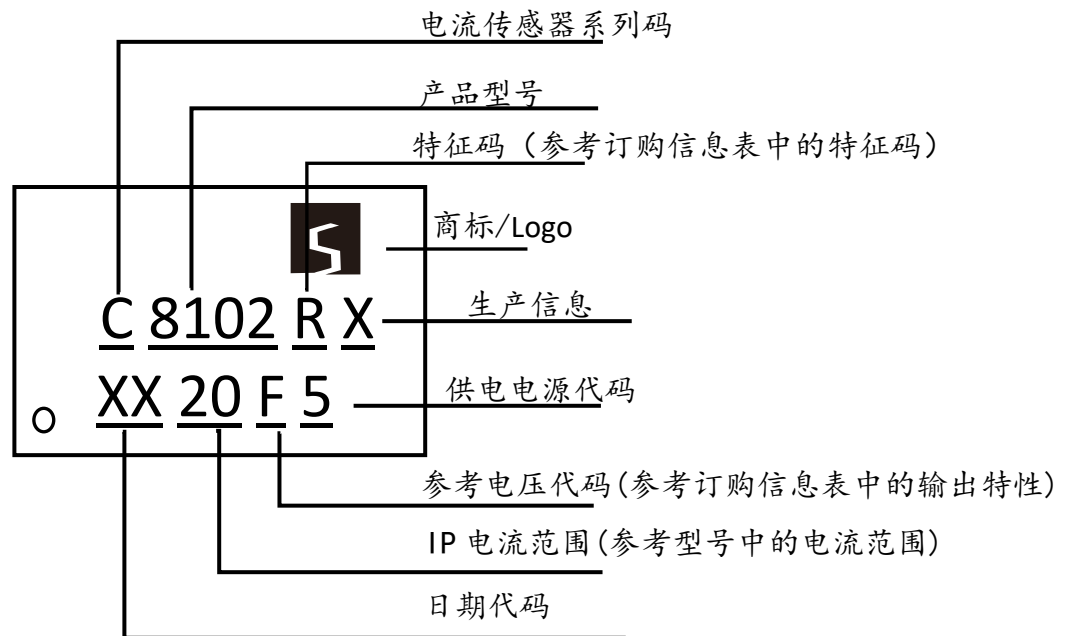 电流传感器系列码
产品型号
特征码（参考订购信息表中的特征码）
商标/Logo
C 8102 R X
生产信息
XX 20 F 5
供电电源代码
参考电压代码(参考订购信息表中的输出特性)
IP 电流范围(参考型号中的电流范围)
日期代码